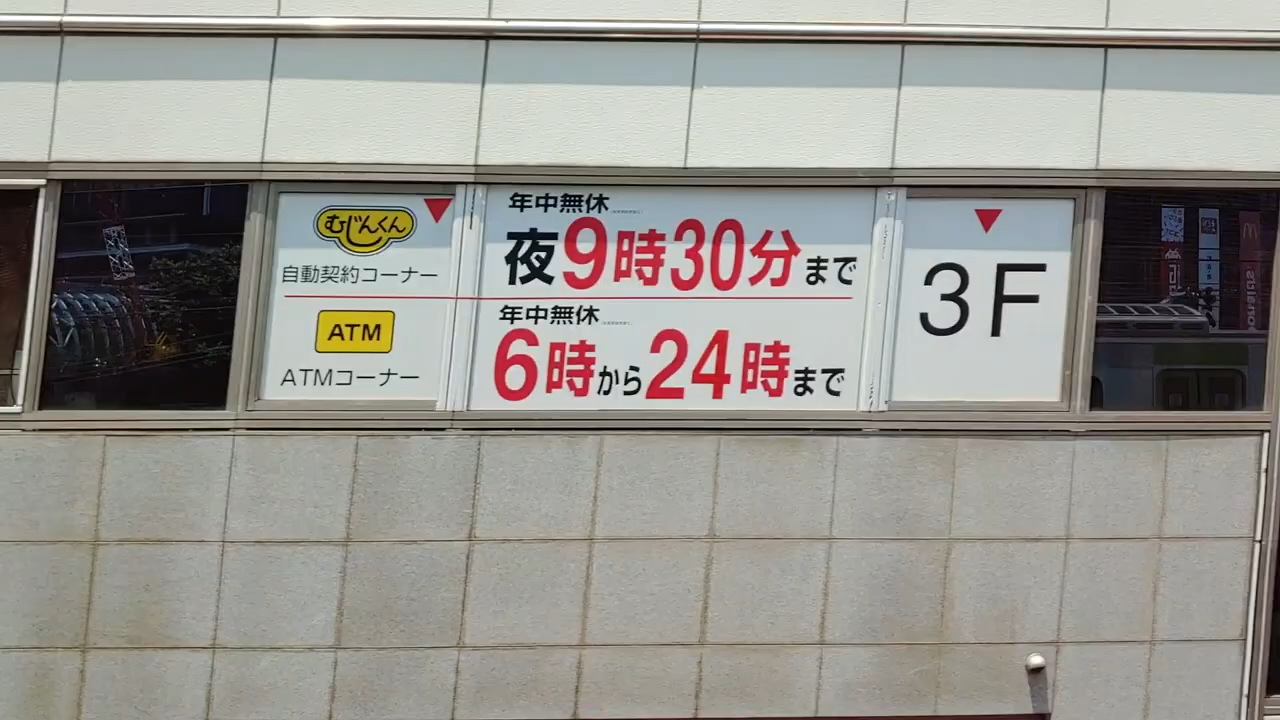 むじんくん
自動契約コーナー
ATM
ATMコーナー
年中無休
夜9時30分まで
年中無休
6時から24時まで
3F